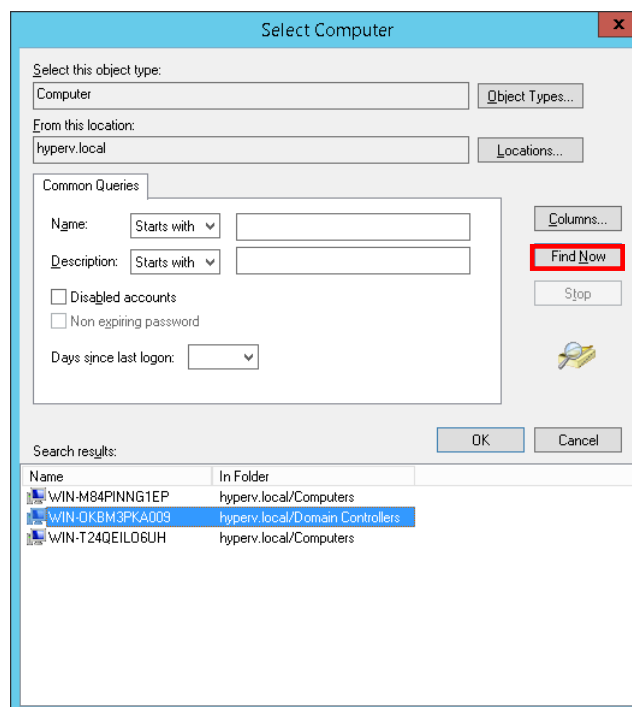 Select Computer
x
Select this object type:
Computer
Object Types...
From this location:
hyperv.local
Locations...
Common Queries
Name: Starts with
Columns...
Description: Starts with
Find Now
Disabled accounts
Stop
Non expiring password
Days since last logon:
OK Cancel
Search results:
Name In Folder
WIN-M84PINNG1EP hyperv.local/Computers
WIN-OKBM3PKA009 hyperv.local/Domain Controllers
WIN-T24QEILO6UH hyperv.local/Computers